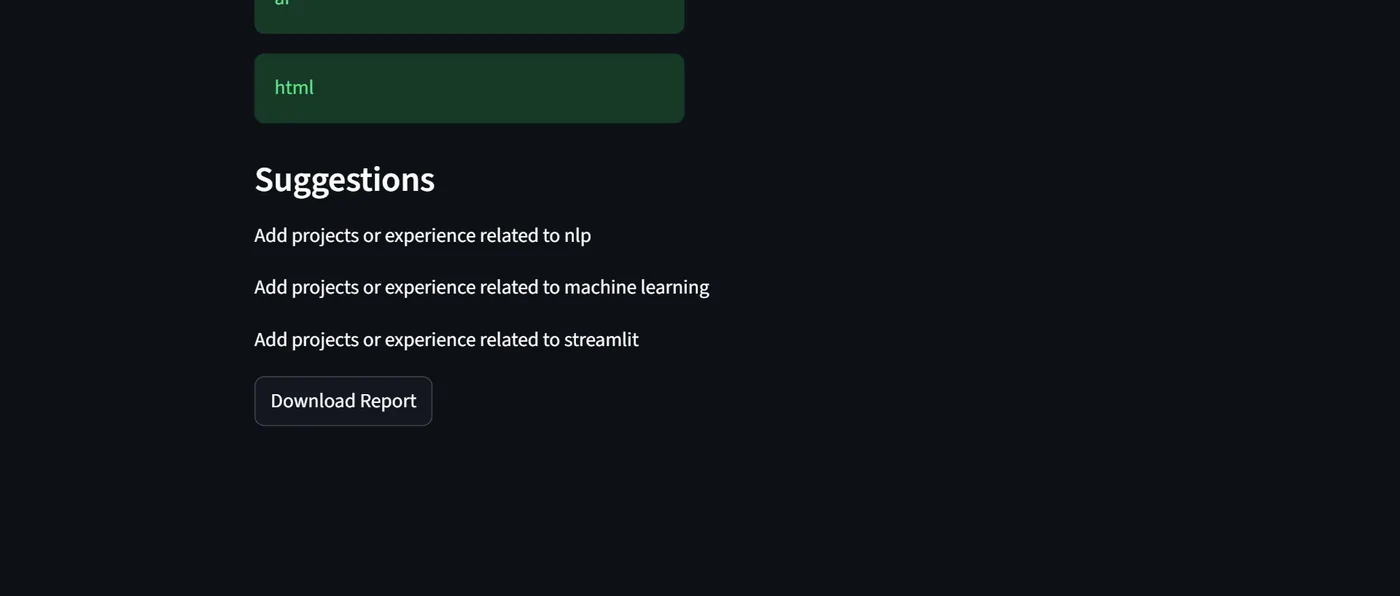 html
Suggestions
Add projects or experience related to nlp
Add projects or experience related to machine learning
Add projects or experience related to streamlit
Download Report